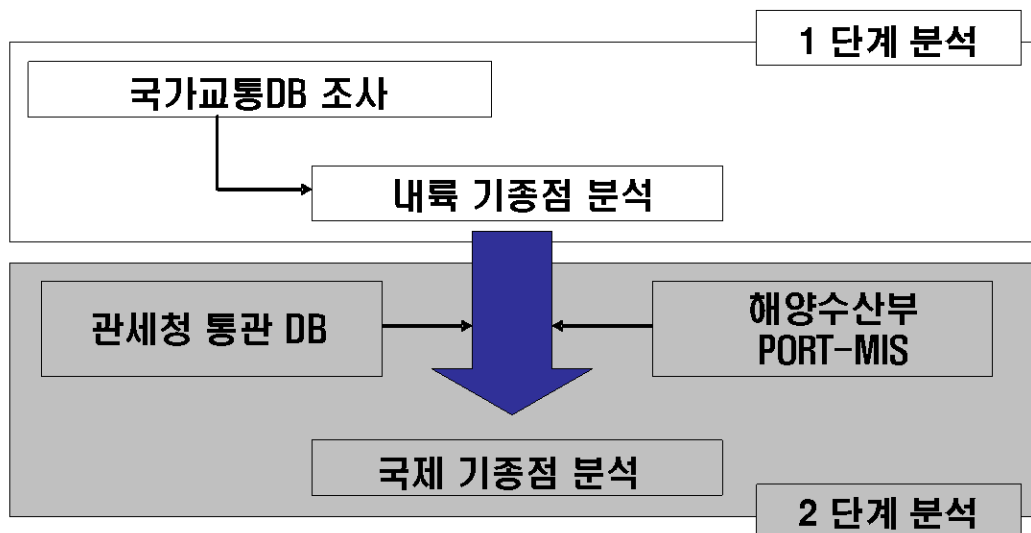 1 단계 분석
국가교통DB 조사
내륙 기종점 분석
관세청 통관 DB
해양수산부
PORT-MIS
국제 기종점 분석
2 단계 분석